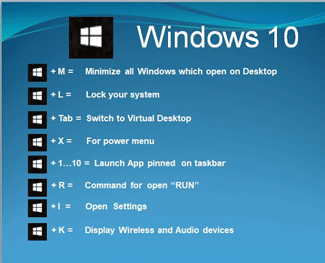 Windows 10
+ M = Minimize all Windows which open on Desktop
+ L = Lock your system
+ Tab = Switch to Virtual Desktop
+ X = For power menu
+ 1...10 = Launch App pinned on taskbar
+ R = Command for open “RUN”
+ I = Open Settings
+ K = Display Wireless and Audio devices